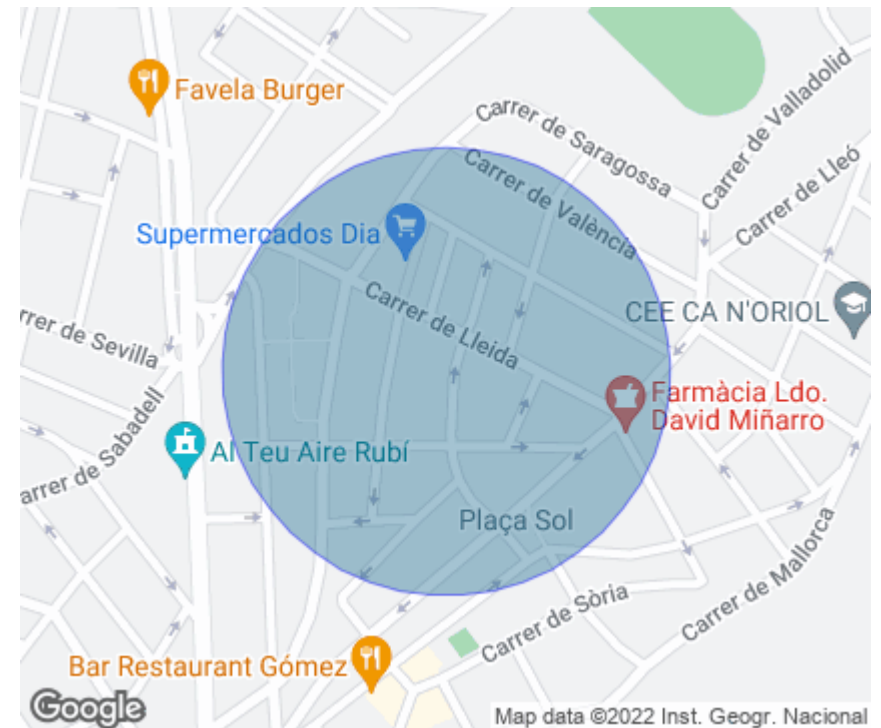 Favela Burger
Carrer de Saragossa
Carrer de Valladolid
Carrer de València
Carrer de Lleó
Supermercados Dia
Carrer de Lleida
CEE CA N'ORIOL
rrer de Sevilla
Farmàcia Ldo.
David Miñarro
arrer de Sabadell
Al Teu Aire Rubí
Plaça Sol
Carrer de Mallorca
Carrer de Sòria
Bar Restaurant Gómez
Google
Map data ©2022 Inst. Geogr. Nacional